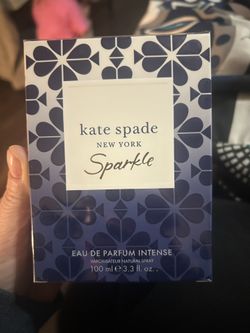 kate spade
NEW YORK
Sparkle
EAU DE PARFUM INTENSE
VAPORISATEUR NATURAL SPRAY
100 ml ℮ 3.3 fl. oz.